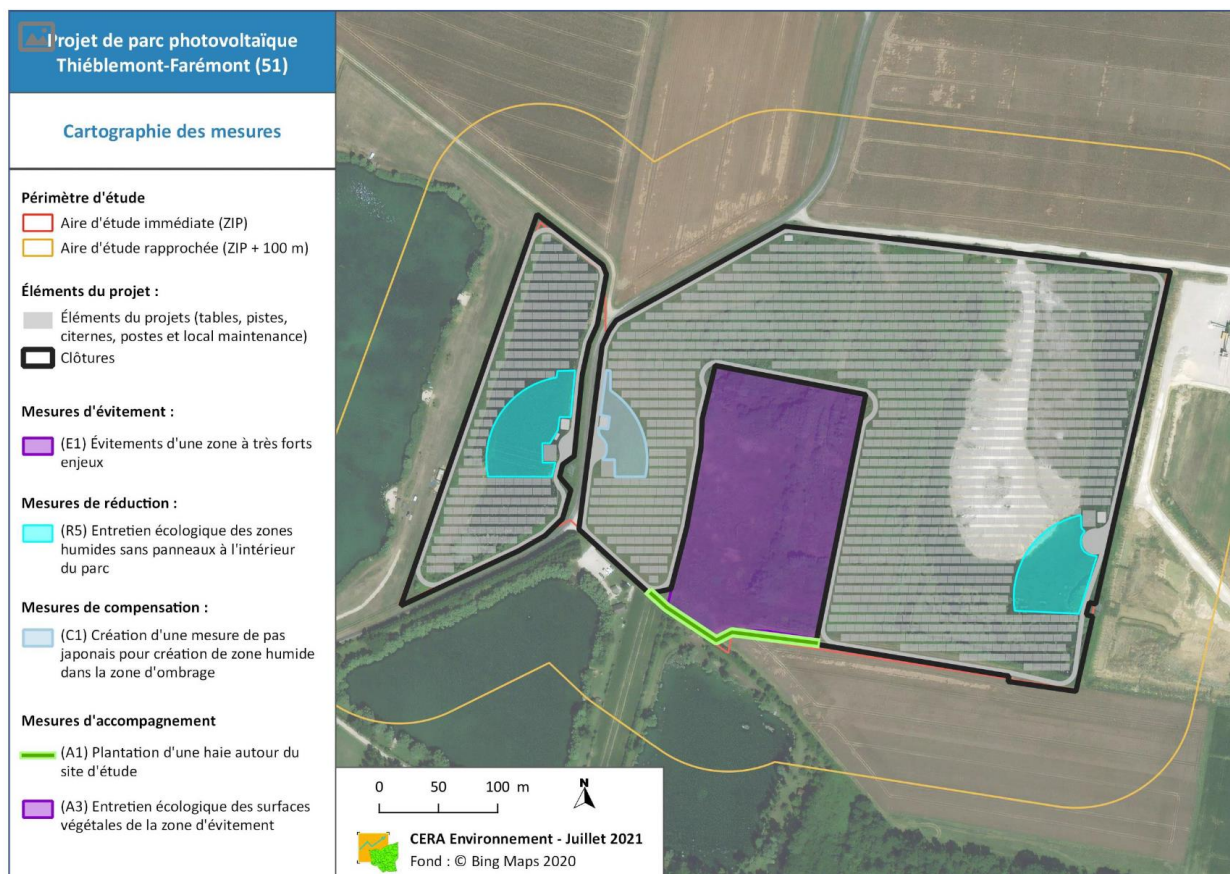 Projet de parc photovoltaïque
Thiéblemont-Farémont (51)
Cartographie des mesures
Périmètre d'étude
Aire d'étude immédiate (ZIP)
Aire d'étude rapprochée (ZIP + 100 m)
Éléments du projet :
Éléments du projets (tables, pistes,
citernes, postes et local maintenance)
Clôtures
Mesures d'évitement :
(E1) Évitements d'une zone à très forts
enjeux
Mesures de réduction :
(R5) Entretien écologique des zones
humides sans panneaux à l'intérieur
du parc
Mesures de compensation :
(C1) Création d'une mesure de pas
japonais pour création de zone humide
dans la zone d'ombrage
Mesures d'accompagnement
(A1) Plantation d'une haie autour du
site d'étude
(A3) Entretien écologique des surfaces
végétales de la zone d'évitement
0 50 100 m
N
CERA Environnement - Juillet 2021
Fond : © Bing Maps 2020